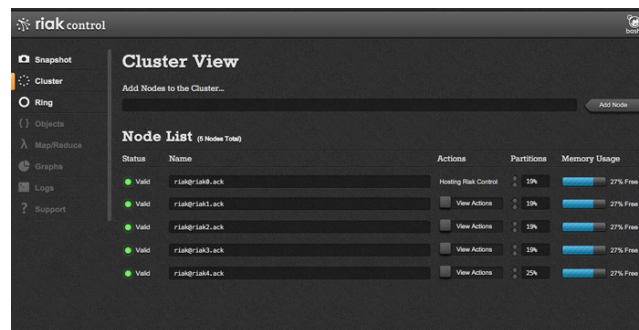 riak control
bash
Snapshot
Cluster
Ring
{} Objects
λ Map/Reduce
Graphs
Logs
? Support
Cluster View
Add Nodes to the Cluster...
Add Node
Node List (5 Nodes Total)
Status Name Actions Partitions Memory Usage
Valid riak@riak0.ack Hosting Riak Control 19% 27% Free
Valid riak@riak1.ack View Actions 19% 27% Free
Valid riak@riak2.ack View Actions 19% 27% Free
Valid riak@riak3.ack View Actions 19% 27% Free
Valid riak@riak4.ack View Actions 25% 27% Free